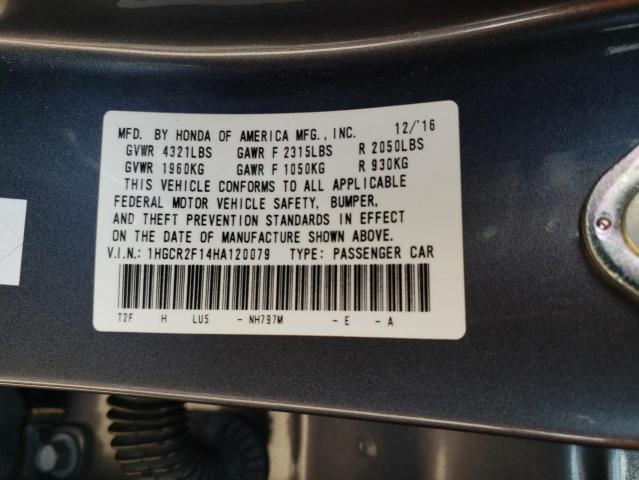 MFD. BY HONDA OF AMERICA MFG., INC. 12/'16
GVWR 4321LBS GAWR F 2315LBS R 2050LBS
GVWR 1960KG GAWR F 1050KG R 930KG
THIS VEHICLE CONFORMS TO ALL APPLICABLE
FEDERAL MOTOR VEHICLE SAFETY, BUMPER,
AND THEFT PREVENTION STANDARDS IN EFFECT
ON THE DATE OF MANUFACTURE SHOWN ABOVE.
V.I.N.: 1HGCR2F14HA120079 TYPE: PASSENGER CAR
T2F H LU5 - NH797M - E - A